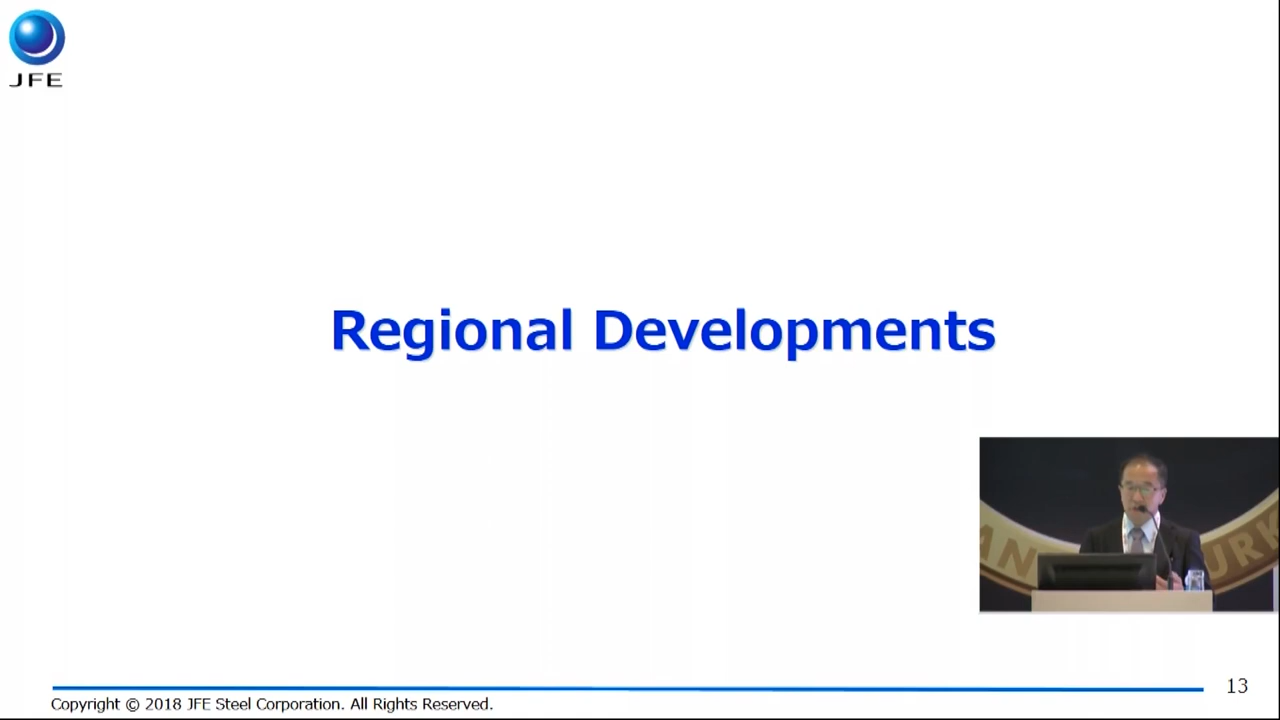 JFE
Regional Developments
Copyright © 2018 JFE Steel Corporation. All Rights Reserved.
13